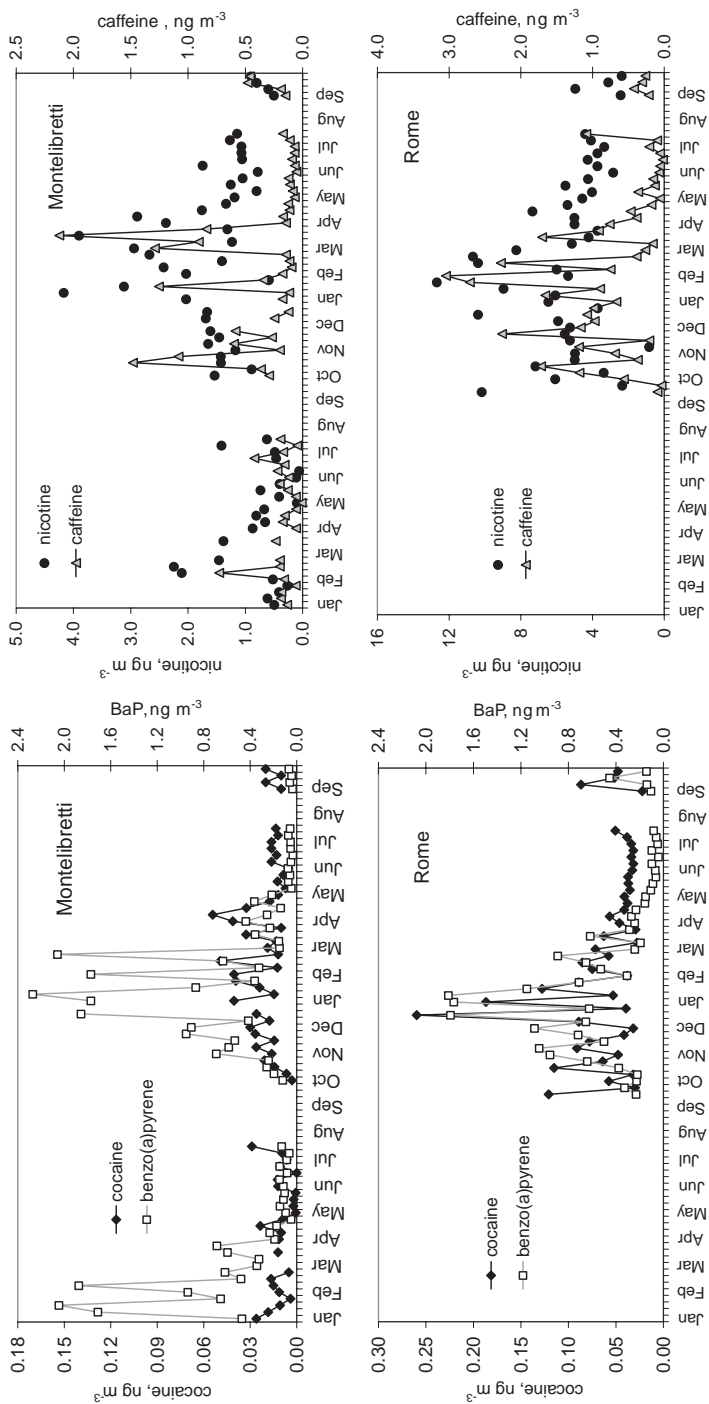 Montelibretti
cocaine
benzo(a)pyrene
cocaine, ng m⁻³
0.18
0.15
0.12
0.09
0.06
0.03
0.00
BaP, ng m⁻³
2.4
2.0
1.6
1.2
0.8
0.4
0.0
Jan Feb Mar Apr May Jun Jul Aug Sep Oct Nov Dec Jan Feb Mar Apr May Jun Jul Aug Sep
Montelibretti
nicotine
caffeine
nicotine, ng m⁻³
5.0
4.0
3.0
2.0
1.0
0.0
caffeine , ng m⁻³
2.5
2.0
1.5
1.0
0.5
0.0
Jan Feb Mar Apr May Jun Jul Aug Sep Oct Nov Dec Jan Feb Mar Apr May Jun Jul Aug Sep
Rome
cocaine
benzo(a)pyrene
cocaine, ng m⁻³
0.30
0.25
0.20
0.15
0.10
0.05
0.00
BaP, ng m⁻³
2.4
2.0
1.6
1.2
0.8
0.4
0.0
Jan Feb Mar Apr May Jun Jul Aug Sep Oct Nov Dec Jan Feb Mar Apr May Jun Jul Aug Sep
Rome
nicotine
caffeine
nicotine, ng m⁻³
16
12
8
4
0
caffeine, ng m⁻³
4.0
3.0
2.0
1.0
0.0
Jan Feb Mar Apr May Jun Jul Aug Sep Oct Nov Dec Jan Feb Mar Apr May Jun Jul Aug Sep